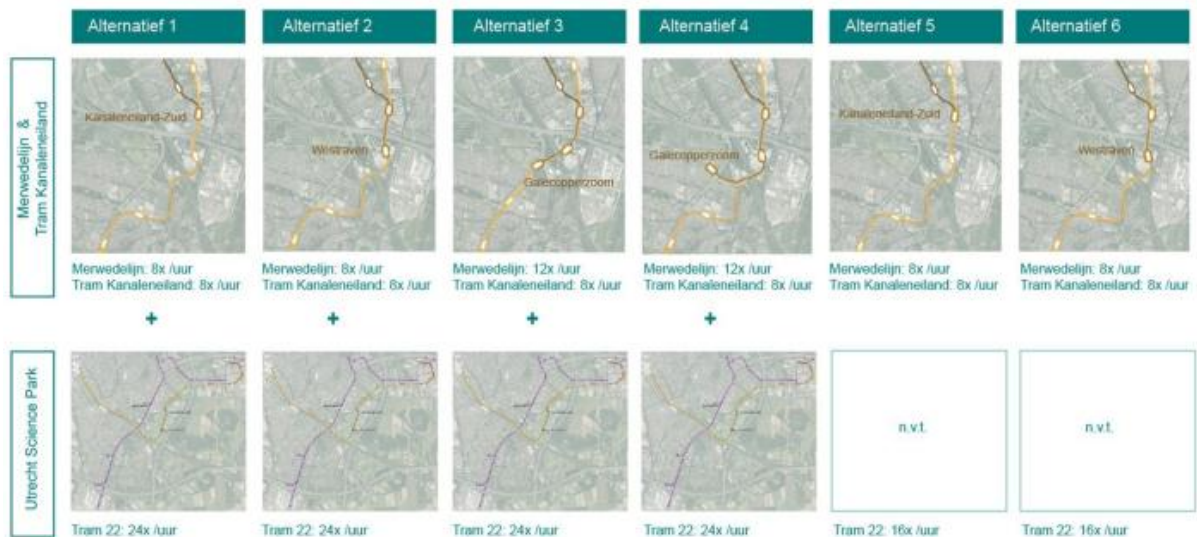 Alternatief 1
Alternatief 2
Alternatief 3
Alternatief 4
Alternatief 5
Alternatief 6
Merwedelijn &
Tram Kanaleneiland
Kanaleneiland-Zuid
Westraven
Galecopperzoom
Galecopperzoom
Kanaleneiland-Zuid
Westraven
Merwedelijn: 8x /uur
Tram Kanaleneiland: 8x /uur
Merwedelijn: 8x /uur
Tram Kanaleneiland: 8x /uur
Merwedelijn: 12x /uur
Tram Kanaleneiland: 8x /uur
Merwedelijn: 12x /uur
Tram Kanaleneiland: 8x /uur
Merwedelijn: 8x /uur
Tram Kanaleneiland: 8x /uur
Merwedelijn: 8x /uur
Tram Kanaleneiland: 8x /uur
+
+
+
+
Utrecht Science Park
n.v.t.
n.v.t.
Tram 22: 24x /uur
Tram 22: 24x /uur
Tram 22: 24x /uur
Tram 22: 24x /uur
Tram 22: 16x /uur
Tram 22: 16x /uur